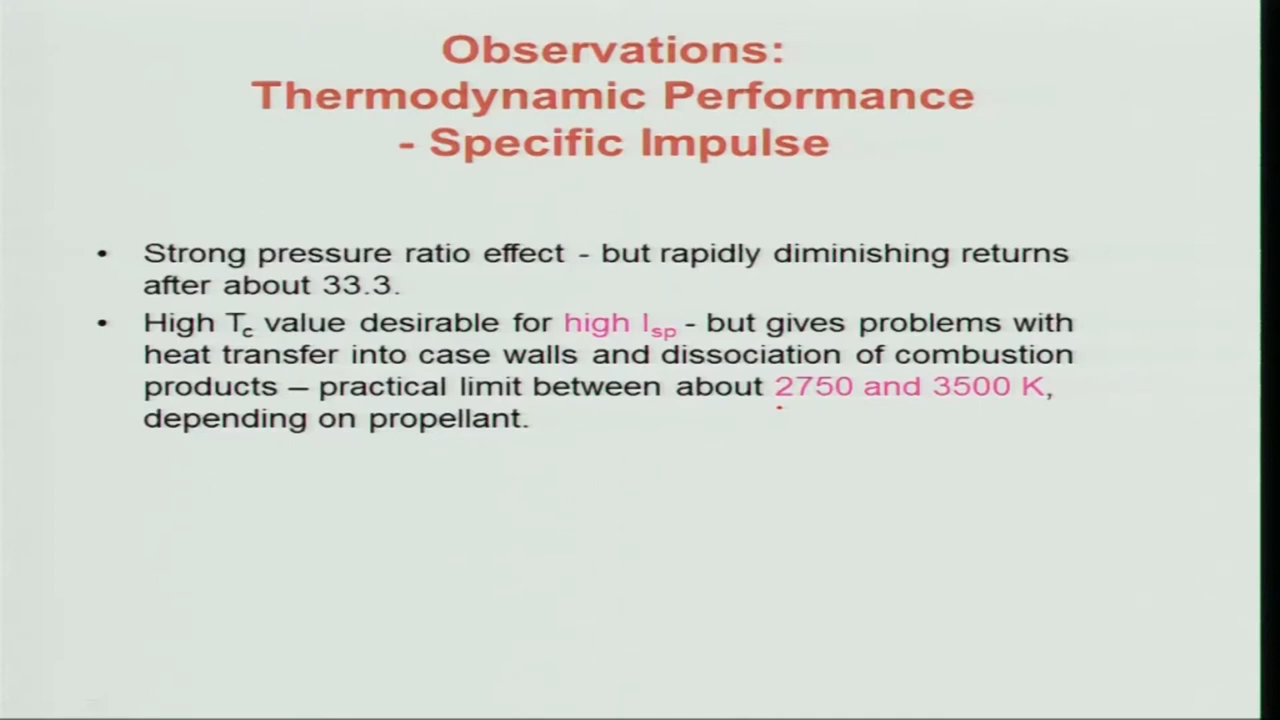 Observations:
Thermodynamic Performance
- Specific Impulse
• Strong pressure ratio effect - but rapidly diminishing returns
after about 33.3.
• High Tc value desirable for high Isp - but gives problems with
heat transfer into case walls and dissociation of combustion
products – practical limit between about 2750 and 3500 K,
depending on propellant.